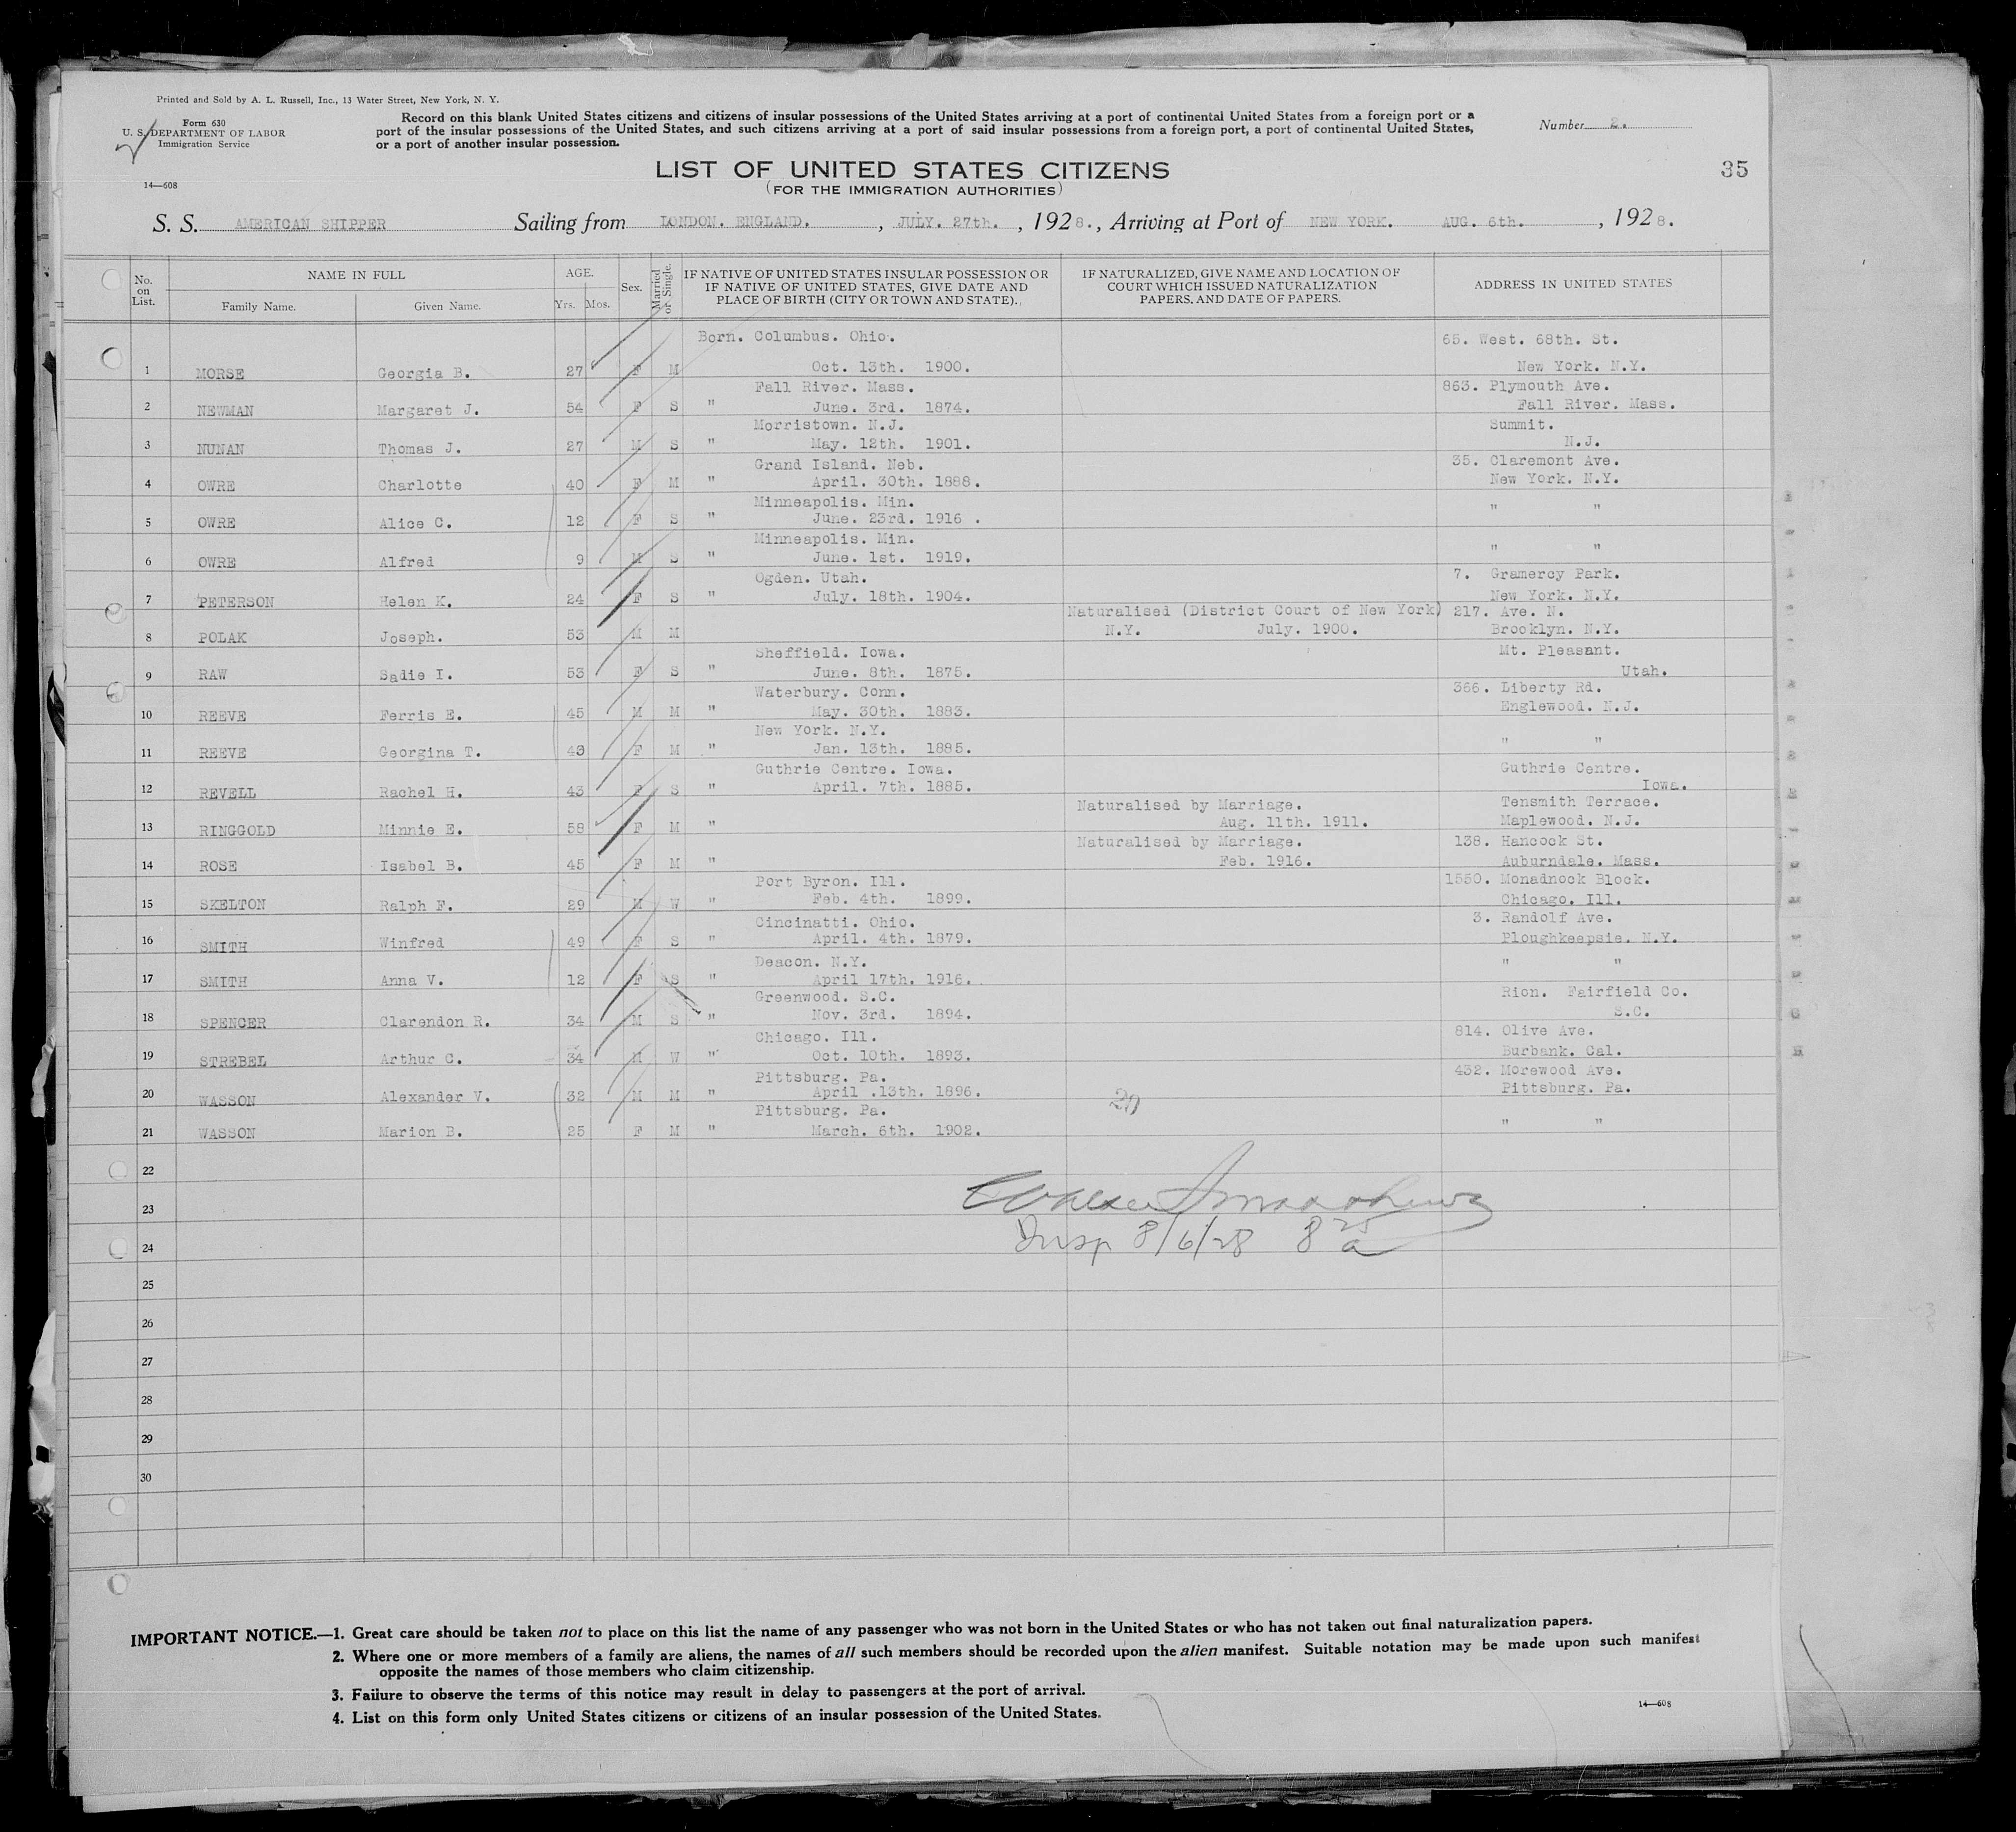 Printed and Sold by A. L. Russell, Inc., 13 Water Street, New York, N. Y.
Form 630
U. S. DEPARTMENT OF LABOR
Immigration Service
14—608
Record on this blank United States citizens and citizens of insular possessions of the United States arriving at a port of continental United States from a foreign port or a
port of the insular possessions of the United States, and such citizens arriving at a port of said insular possessions from a foreign port, a port of continental United States,
or a port of another insular possession.
Number 2.
35
LIST OF UNITED STATES CITIZENS
(FOR THE IMMIGRATION AUTHORITIES)
S. S. AMERICAN SHIPPER Sailing from LONDON. ENGLAND. , JULY. 27th. , 1928. , Arriving at Port of NEW YORK. AUG. 6th. , 1928.
No. on List. NAME IN FULL Family Name. Given Name. AGE. Yrs. Mos. Sex. Married or Single. IF NATIVE OF UNITED STATES INSULAR POSSESSION OR IF NATIVE OF UNITED STATES, GIVE DATE AND PLACE OF BIRTH (CITY OR TOWN AND STATE). IF NATURALIZED, GIVE NAME AND LOCATION OF COURT WHICH ISSUED NATURALIZATION PAPERS, AND DATE OF PAPERS. ADDRESS IN UNITED STATES
Born. Columbus. Ohio. 65. West. 68th. St.
1 MORSE Georgia B. 27 F M Oct. 13th. 1900. New York. N.Y.
Fall River. Mass. 863. Plymouth Ave.
2 NEWMAN Margaret J. 54 F S " June. 3rd. 1874. Fall River. Mass.
Morristown. N.J. Summit.
3 NUNAN Thomas J. 27 M S " May. 12th. 1901. N.J.
Grand Island. Neb. 35. Claremont Ave.
4 OWRE Charlotte 40 F M " April. 30th. 1888. New York. N.Y.
Minneapolis. Min.
5 OWRE Alice C. 12 F S " June. 23rd. 1916 . " "
Minneapolis. Min.
6 OWRE Alfred 9 M S " June. 1st. 1919. " "
Ogden. Utah. 7. Gramercy Park.
7 PETERSON Helen K. 24 F S " July. 18th. 1904. New York. N.Y.
Naturalised (District Court of New York) 217. Ave. N.
8 POLAK Joseph. 53 M M N.Y. July. 1900. Brooklyn. N.Y.
Sheffield. Iowa. Mt. Pleasant.
9 RAW Sadie I. 53 F S " June. 8th. 1875. Utah.
Waterbury. Conn. 366. Liberty Rd.
10 REEVE Ferris E. 45 M M " May. 30th. 1883. Englewood. N.J.
New York. N.Y.
11 REEVE Georgina T. 43 F M " Jan. 13th. 1885. " "
Guthrie Centre. Iowa. Guthrie Centre.
12 REVELL Rachel H. 43 F S " April. 7th. 1885. Iowa.
Naturalised by Marriage. Tensmith Terrace.
13 RINGGOLD Minnie E. 58 F M " Aug. 11th. 1911. Maplewood. N.J.
Naturalised by Marriage. 138. Hancock St.
14 ROSE Isabel B. 45 F M " Feb. 1916. Auburndale. Mass.
Port Byron. Ill. 1550. Monadnock Block.
15 SKELTON Ralph F. 29 M W " Feb. 4th. 1899. Chicago. Ill.
Cincinatti. Ohio. 3. Randolf Ave.
16 SMITH Winfred 49 F S " April. 4th. 1879. Ploughkeepsie. N.Y.
Deacon. N.Y.
17 SMITH Anna V. 12 F S " April 17th. 1916. " "
Greenwood. S.C. Rion. Fairfield Co.
18 SPENCER Clarendon R. 34 M S " Nov. 3rd. 1894. S.C.
Chicago. Ill. 814. Olive Ave.
19 STREBEL Arthur C. 34 M W " Oct. 10th. 1893. Burbank. Cal.
Pittsburg. Pa. 432. Morewood Ave.
20 WASSON Alexander V. 32 M M " April .13th. 1896. Pittsburg. Pa.
20
Pittsburg. Pa.
21 WASSON Marion B. 25 F M " March. 6th. 1902. " "
22
23
24 Insp 8/6/28 8 25 a
25
26
27
28
29
30
IMPORTANT NOTICE.—1. Great care should be taken not to place on this list the name of any passenger who was not born in the United States or who has not taken out final naturalization papers.
2. Where one or more members of a family are aliens, the names of all such members should be recorded upon the alien manifest. Suitable notation may be made upon such manifest
opposite the names of those members who claim citizenship.
3. Failure to observe the terms of this notice may result in delay to passengers at the port of arrival.
4. List on this form only United States citizens or citizens of an insular possession of the United States.
14—608